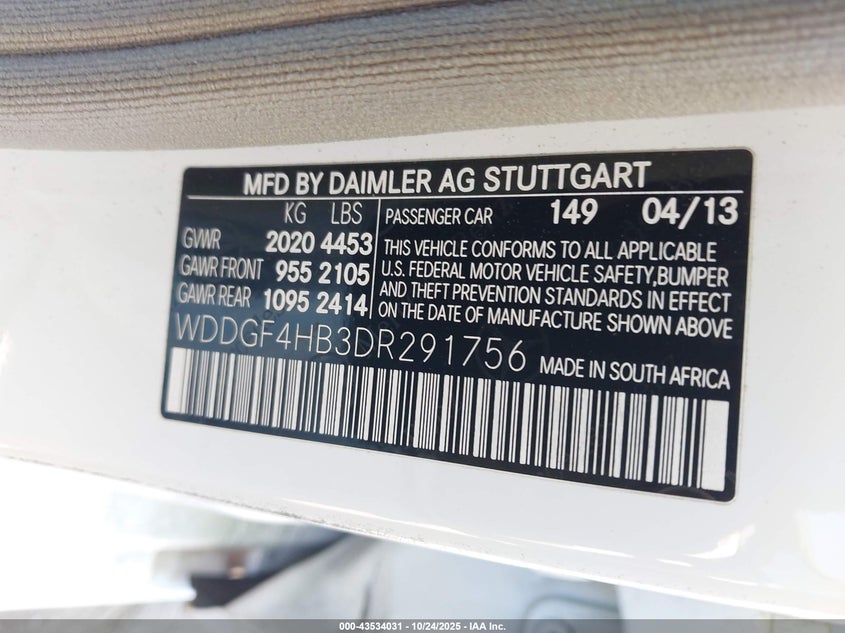 MFD BY DAIMLER AG STUTTGART
KG LBS
GVWR 2020 4453
GAWR FRONT 955 2105
GAWR REAR 1095 2414
PASSENGER CAR 149 04/13
THIS VEHICLE CONFORMS TO ALL APPLICABLE
U.S. FEDERAL MOTOR VEHICLE SAFETY,BUMPER
AND THEFT PREVENTION STANDARDS IN EFFECT
ON THE DATE OF MANUFACTURE SHOWN ABOVE
WDDGF4HB3DR291756 MADE IN SOUTH AFRICA
000-43534031 - 10/24/2025 - IAA Inc.